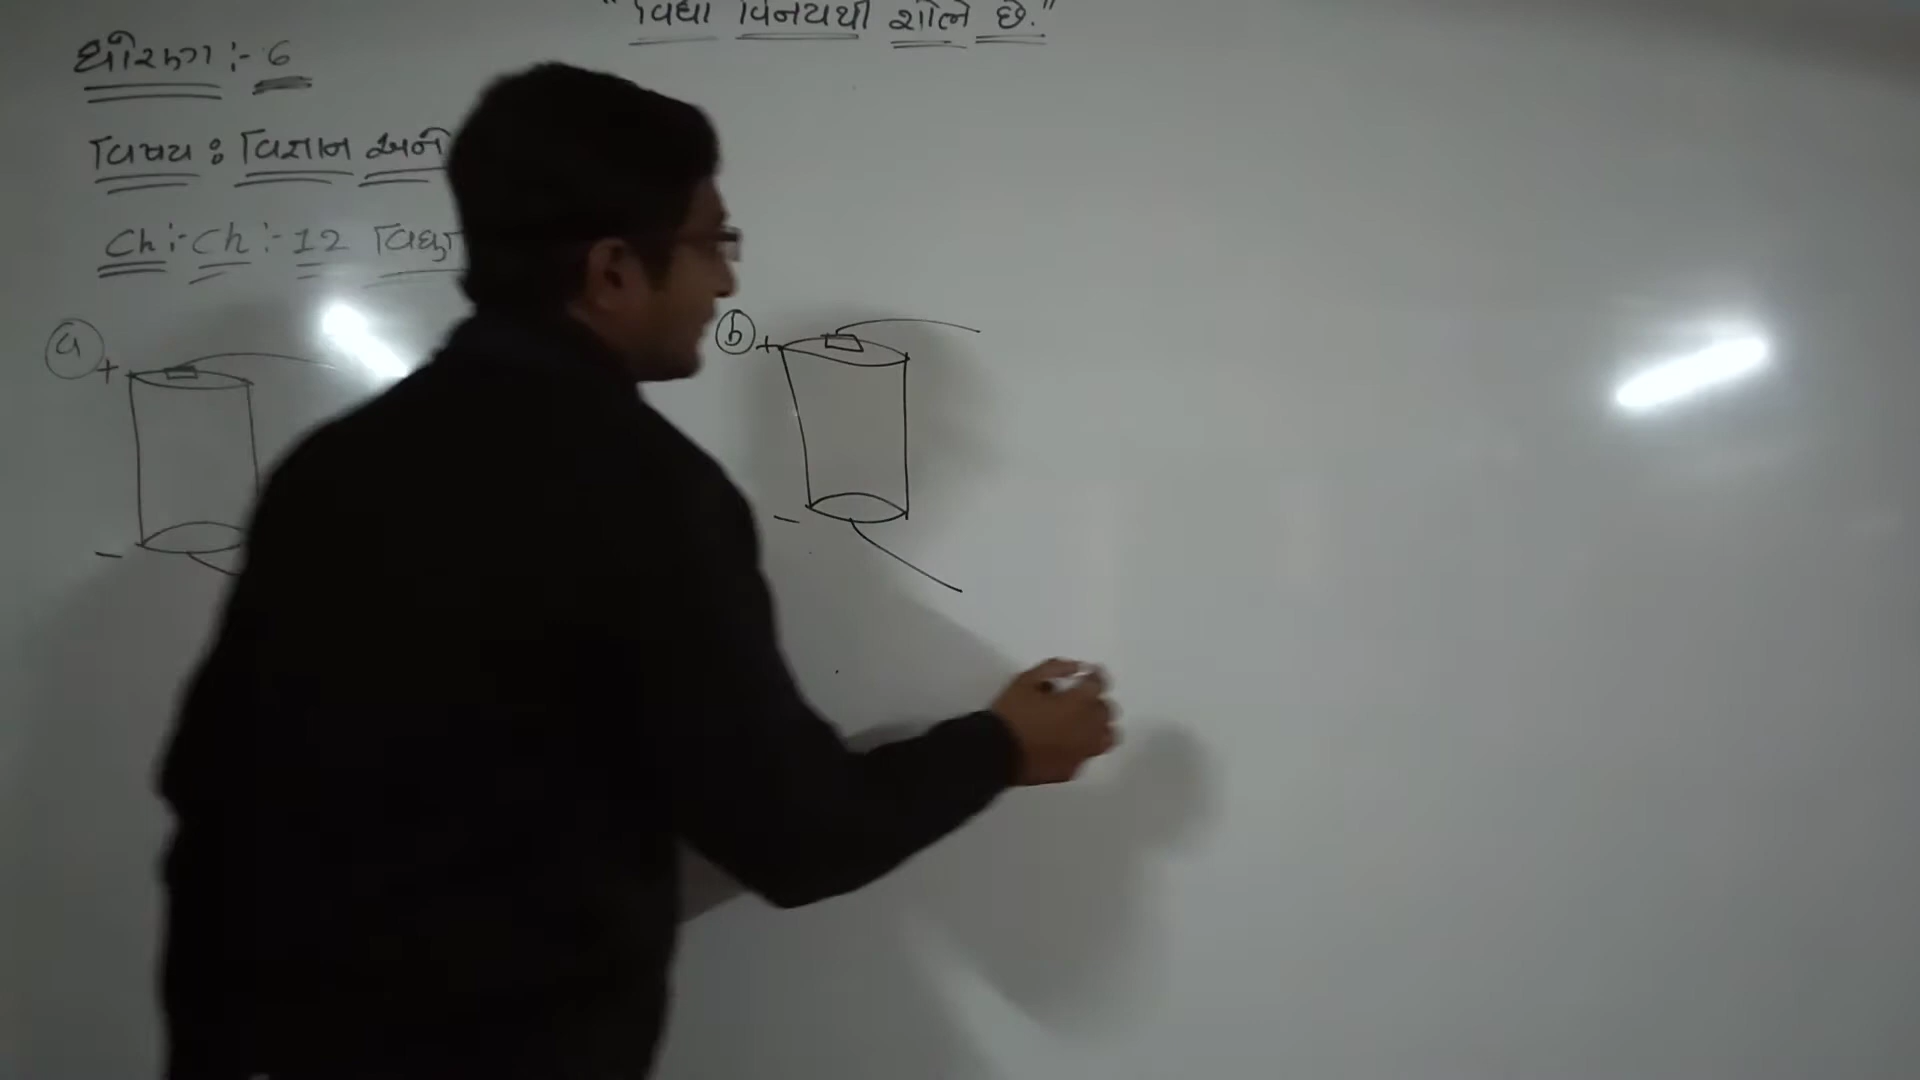 "વિદ્યા વિનયથી શોભે છે."
ધોરણ :- 6
વિષય : વિજ્ઞાન અને
Ch :- Ch :- 12
a
+
-
b
+
-